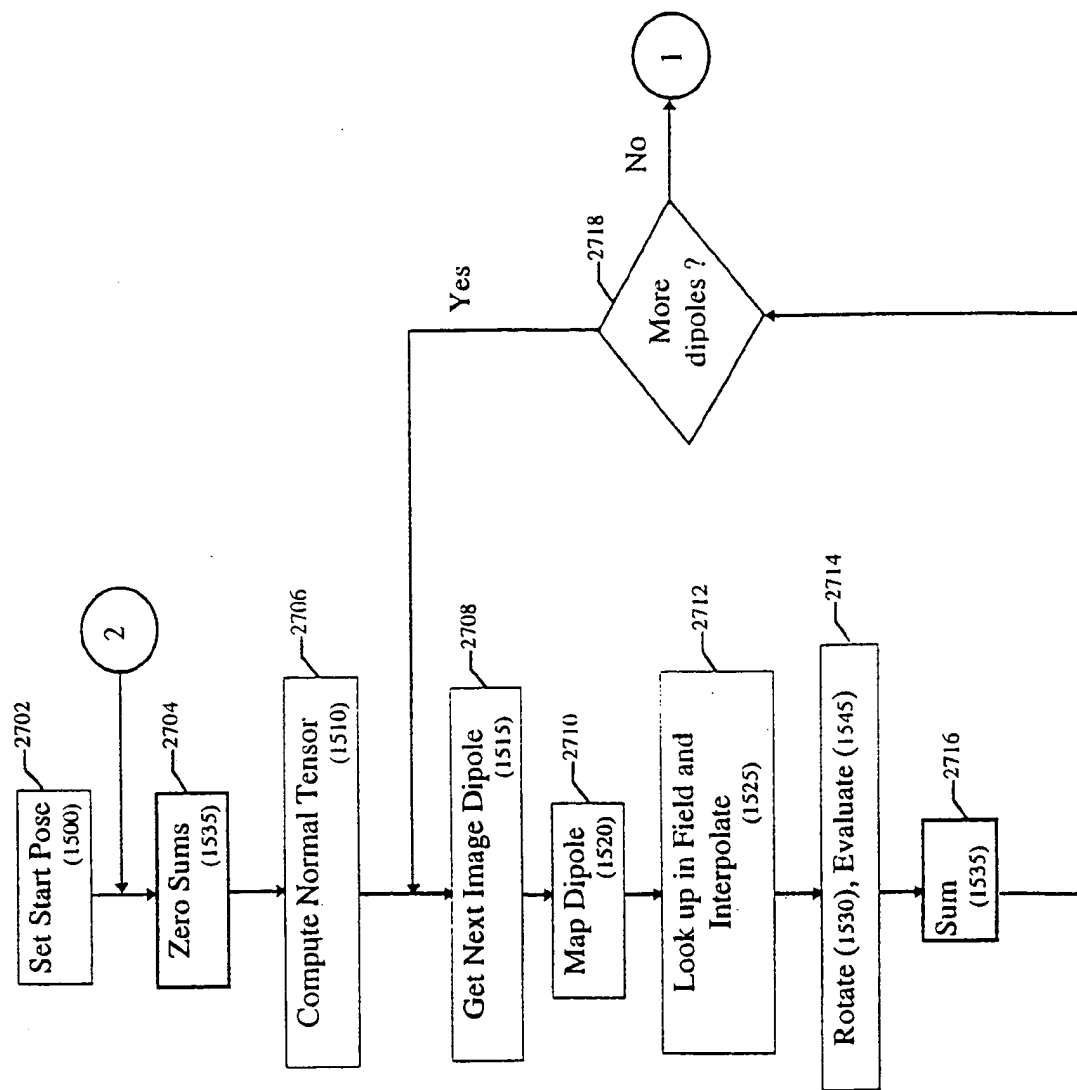 Set Start Pose
(1500)
2702
2
Zero Sums
(1535)
2704
Compute Normal Tensor
(1510)
2706
Get Next Image Dipole
(1515)
2708
Map Dipole
(1520)
2710
Look up in Field and
Interpolate
(1525)
2712
Rotate (1530), Evaluate (1545)
2714
Sum
(1535)
2716
More
dipoles ?
2718
Yes
No
1